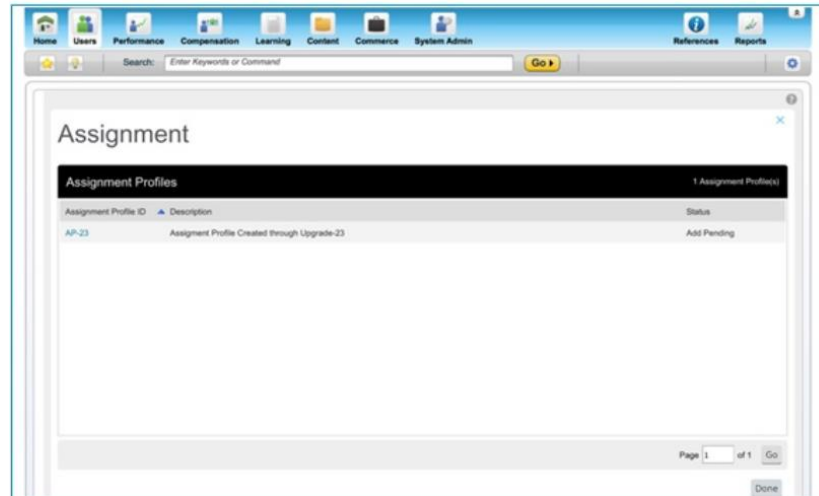 Home Users Performance Compensation Learning Content Commerce System Admin References Reports
Search: Enter Keywords or Command Go
Assignment
Assignment Profiles 1 Assignment Profile(s)
Assignment Profile ID Description Status
AP-23 Assigment Profile Created through Upgrade-23 Add Pending
Page 1 of 1 Go
Done